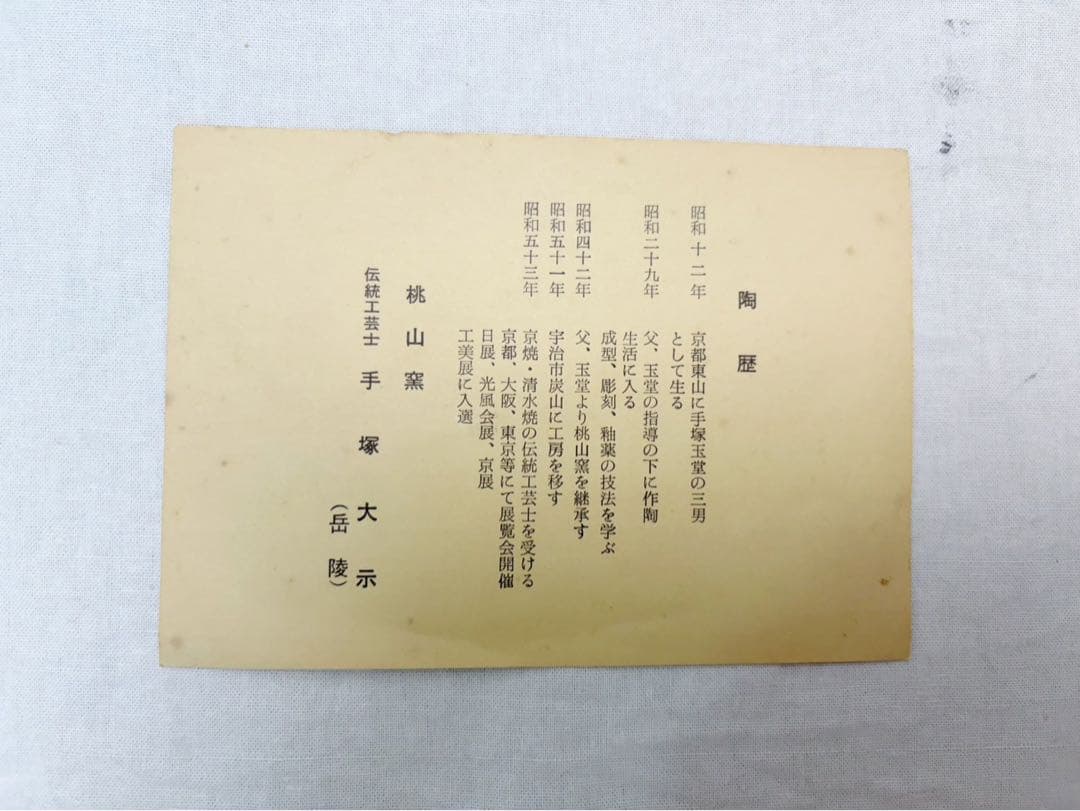 陶歴
昭和十二年 京都東山に手塚玉堂の三男
として生る
昭和二十九年 父、玉堂の指導の下に作陶
生活に入る
成型、彫刻、釉薬の技法を学ぶ
昭和四十二年 父、玉堂より桃山窯を継承す
昭和五十一年 宇治市炭山に工房を移す
昭和五十三年 京焼・清水焼の伝統工芸士を受ける
京都、大阪、東京等にて展覧会開催
日展、光風会展、京展
工美展に入選
桃山窯
伝統工芸士 手塚大示
（岳陵）